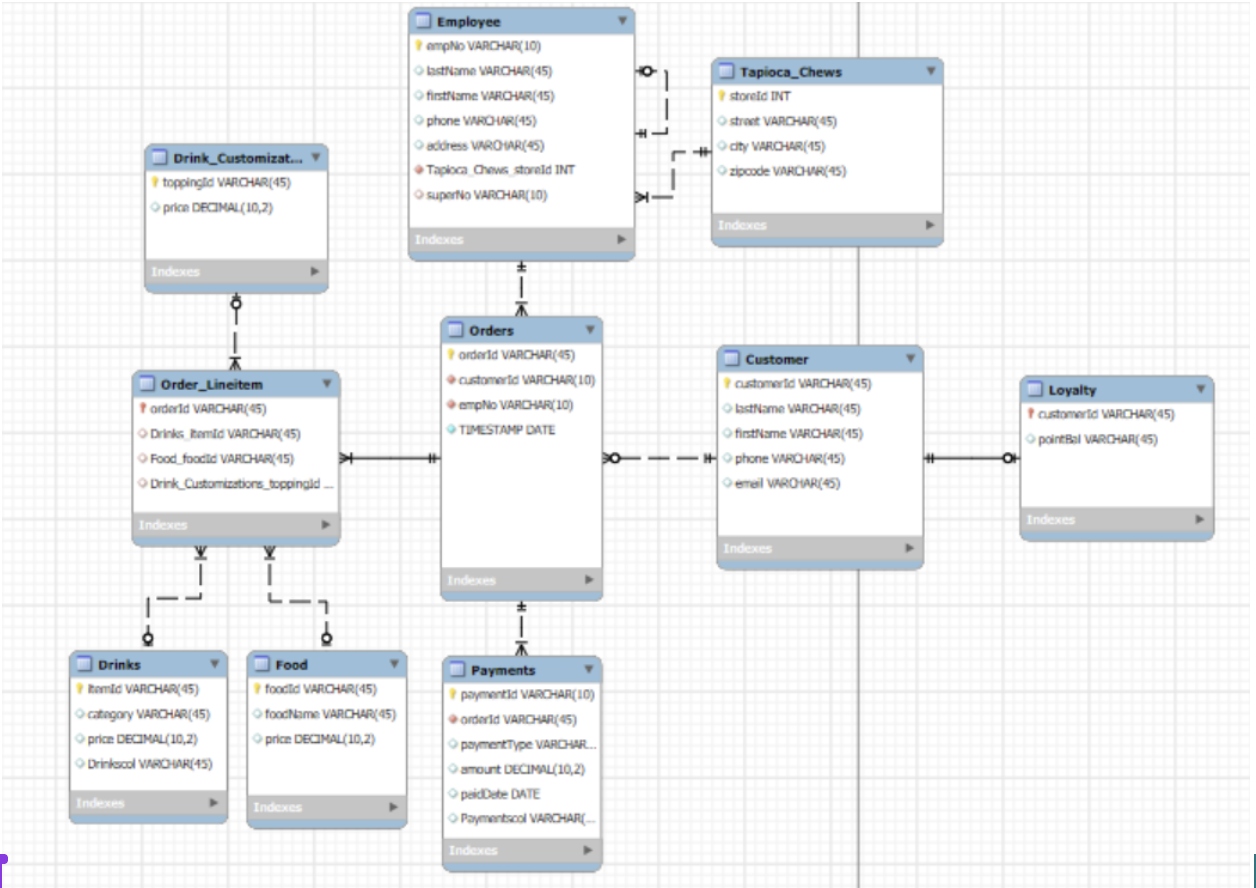 Employee
empNo VARCHAR(10)
lastName VARCHAR(45)
firstName VARCHAR(45)
phone VARCHAR(45)
address VARCHAR(45)
Tapioca_Chews_storeId INT
superNo VARCHAR(10)
Indexes
Tapioca_Chews
storeId INT
street VARCHAR(45)
city VARCHAR(45)
zipcode VARCHAR(45)
Indexes
Drink_Customizat...
toppingId VARCHAR(45)
price DECIMAL(10,2)
Indexes
Orders
orderId VARCHAR(45)
customerId VARCHAR(10)
empNo VARCHAR(10)
TIMESTAMP DATE
Indexes
Customer
customerId VARCHAR(45)
lastName VARCHAR(45)
firstName VARCHAR(45)
phone VARCHAR(45)
email VARCHAR(45)
Indexes
Loyalty
customerId VARCHAR(45)
pointBal VARCHAR(45)
Indexes
Order_Lineitem
orderId VARCHAR(45)
Drinks_itemId VARCHAR(45)
Food_foodId VARCHAR(45)
Drink_Customizations_toppingId ...
Indexes
Drinks
itemId VARCHAR(45)
category VARCHAR(45)
price DECIMAL(10,2)
Drinkscol VARCHAR(45)
Indexes
Food
foodId VARCHAR(45)
foodName VARCHAR(45)
price DECIMAL(10,2)
Indexes
Payments
paymentId VARCHAR(10)
orderId VARCHAR(45)
paymentType VARCHAR...
amount DECIMAL(10,2)
paidDate DATE
Paymentscol VARCHAR(...
Indexes